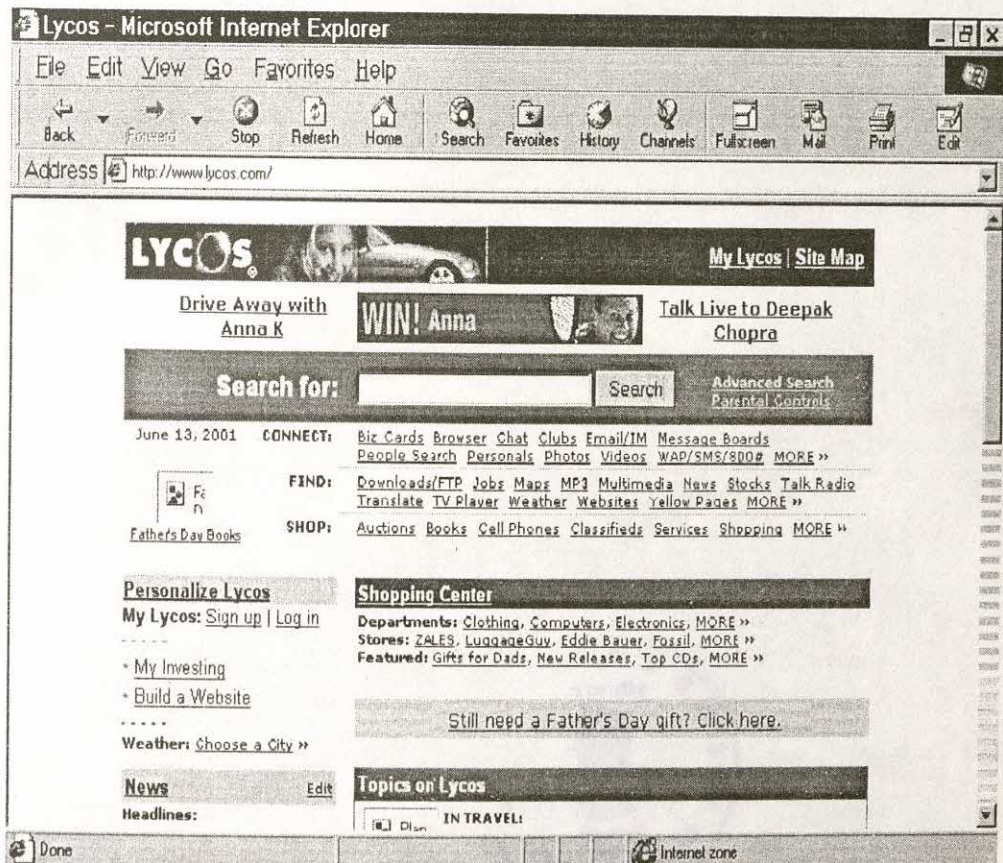 Lycos - Microsoft Internet Explorer
File Edit View Go Favorites Help
Back Forward Stop Refresh Home Search Favorites History Channels Fullscreen Mail Print Edit
Address http://www.lycos.com/
LYCOS
My Lycos | Site Map
Drive Away with
Anna K
WIN! Anna
Talk Live to Deepak
Chopra
Search for: Search
Advanced Search
Parental Controls
June 13, 2001
CONNECT: Biz Cards Browser Chat Clubs Email/IM Message Boards
People Search Personals Photos Videos WAP/SMS/800# MORE »
FIND: Downloads/FTP Jobs Maps MP3 Multimedia News Stocks Talk Radio
Translate TV Player Weather Websites Yellow Pages MORE »
SHOP: Auctions Books Cell Phones Classifieds Services Shopping MORE »
Father's Day Books
Personalize Lycos
My Lycos: Sign up | Log in
- - - - -
• My Investing
• Build a Website
- - - - -
Weather: Choose a City »
News Edit
Headlines:
Shopping Center
Departments: Clothing, Computers, Electronics, MORE »
Stores: ZALES, LuggageGuy, Eddie Bauer, Fossil, MORE »
Featured: Gifts for Dads, New Releases, Top CDs, MORE »
Still need a Father's Day gift? Click here.
Topics on Lycos
Plan
IN TRAVEL:
Done
Internet zone